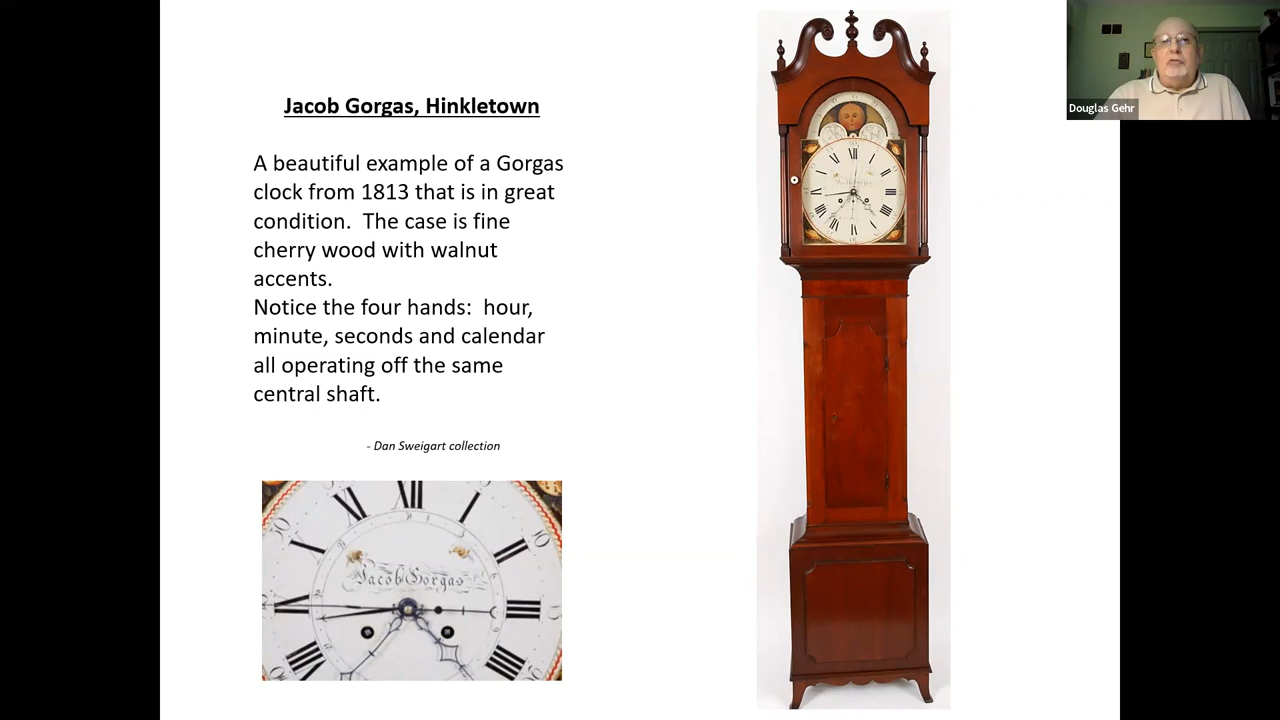 Jacob Gorgas, Hinkletown
A beautiful example of a Gorgas
clock from 1813 that is in great
condition.  The case is fine
cherry wood with walnut
accents.
Notice the four hands:  hour,
minute, seconds and calendar
all operating off the same
central shaft.
- Dan Sweigart collection
Jacob Gorgas
Douglas Gehr